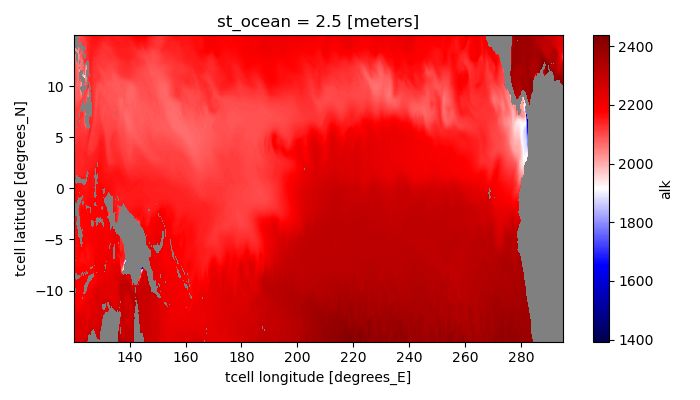 st_ocean = 2.5 [meters]
tcell latitude [degrees_N]
10
5
0
−5
−10
140 160 180 200 220 240 260 280
tcell longitude [degrees_E]
2400
2200
2000
1800
1600
1400
alk